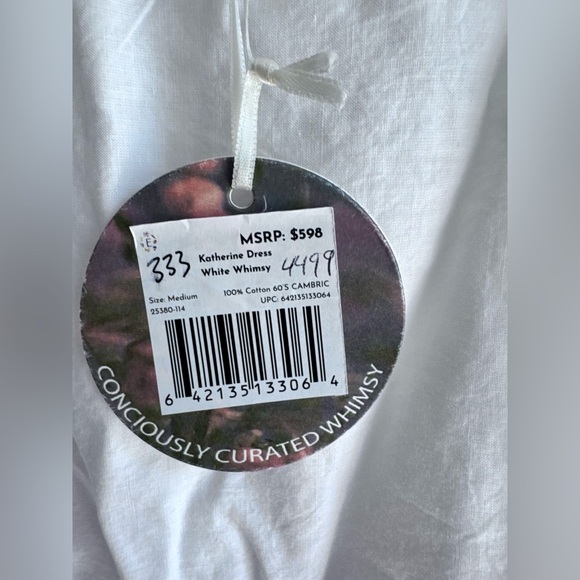 MSRP: $598
333 Katherine Dress
White Whimsy 4499
Size: Medium 100% Cotton 60'S CAMBRIC
25380-114 UPC: 642135133064
6 42135 13306 4
CONCIOUSLY CURATED WHIMSY